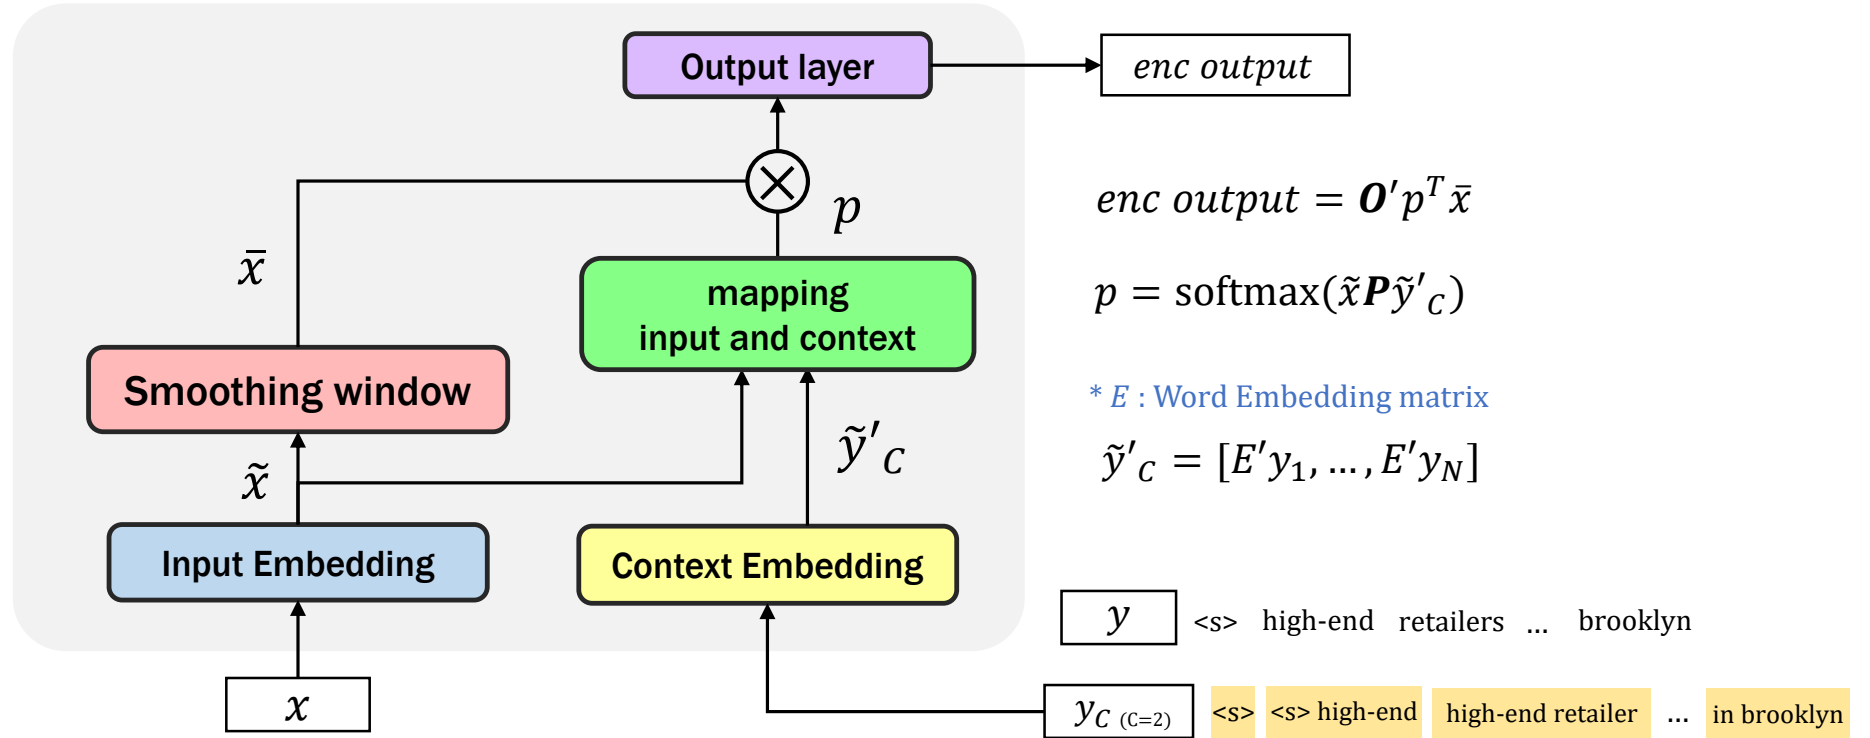 Output layer
enc output
p
x̄
enc output = O′pᵀx̄
mapping
input and context
p = softmax(x̃Pỹ′_C)
Smoothing window
* E : Word Embedding matrix
x̃
ỹ′_C
ỹ′_C = [E′y₁, … , E′y_N]
Input Embedding
Context Embedding
y <s> high-end retailers … brooklyn
x
y_C (C=2) <s> <s> high-end high-end retailer … in brooklyn